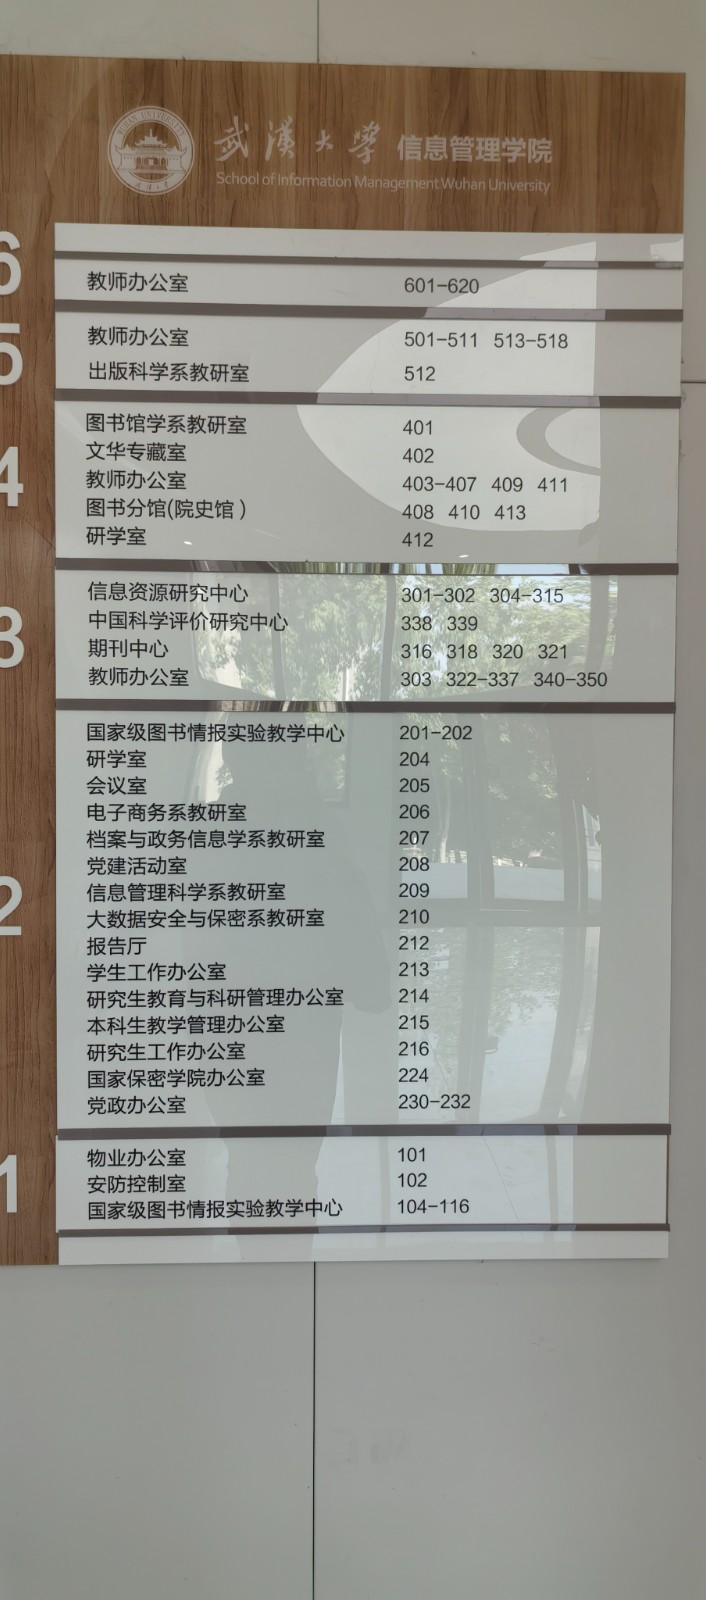 WUHAN UNIVERSITY
武漢大學 信息管理学院
School of Information Management Wuhan University
6
教师办公室 601-620
5
教师办公室 501-511 513-518
出版科学系教研室 512
4
图书馆学系教研室 401
文华专藏室 402
教师办公室 403-407 409 411
图书分馆(院史馆) 408 410 413
研学室 412
3
信息资源研究中心 301-302 304-315
中国科学评价研究中心 338 339
期刊中心 316 318 320 321
教师办公室 303 322-337 340-350
2
国家级图书情报实验教学中心 201-202
研学室 204
会议室 205
电子商务系教研室 206
档案与政务信息学系教研室 207
党建活动室 208
信息管理科学系教研室 209
大数据安全与保密系教研室 210
报告厅 212
学生工作办公室 213
研究生教育与科研管理办公室 214
本科生教学管理办公室 215
研究生工作办公室 216
国家保密学院办公室 224
党政办公室 230-232
1
物业办公室 101
安防控制室 102
国家级图书情报实验教学中心 104-116